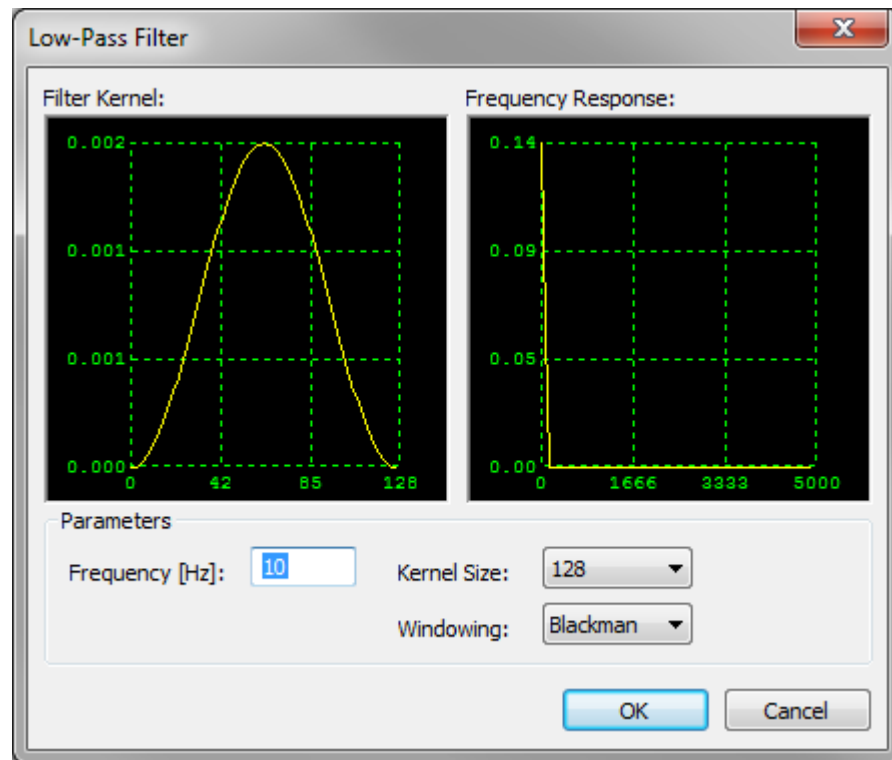 Low-Pass Filter
Filter Kernel:
Frequency Response:
0.002
0.001
0.001
0.000
0
42
85
128
0.14
0.09
0.05
0.00
0
1666
3333
5000
Parameters
Frequency [Hz]:
10
Kernel Size:
128
Windowing:
Blackman
OK
Cancel